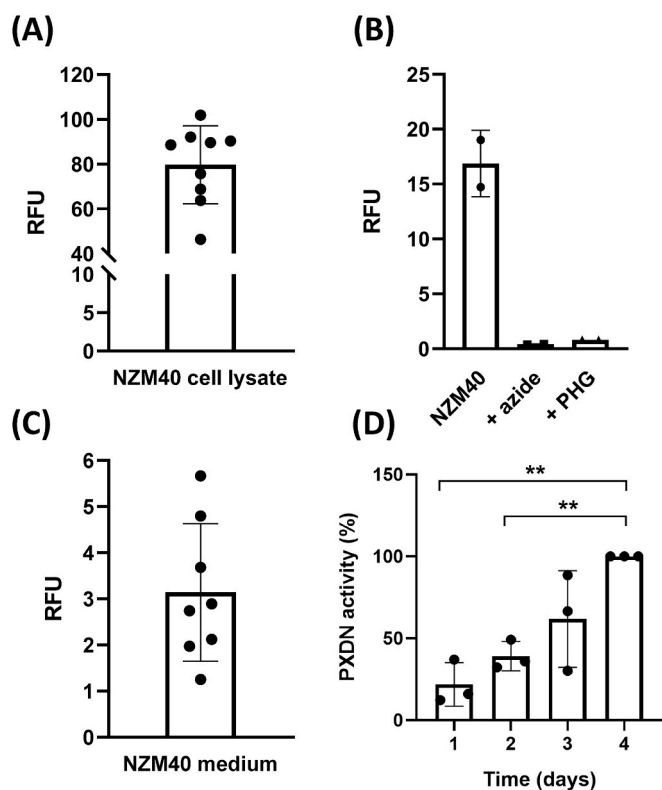 (A)
120
100
80
60
40
10
5
0
RFU
NZM40 cell lysate
(B)
25
20
15
10
5
0
RFU
NZM40
+ azide
+ PHG
(C)
6
5
4
3
2
1
0
RFU
NZM40 medium
(D)
150
100
50
0
PXDN activity (%)
**
**
1 2 3 4
Time (days)